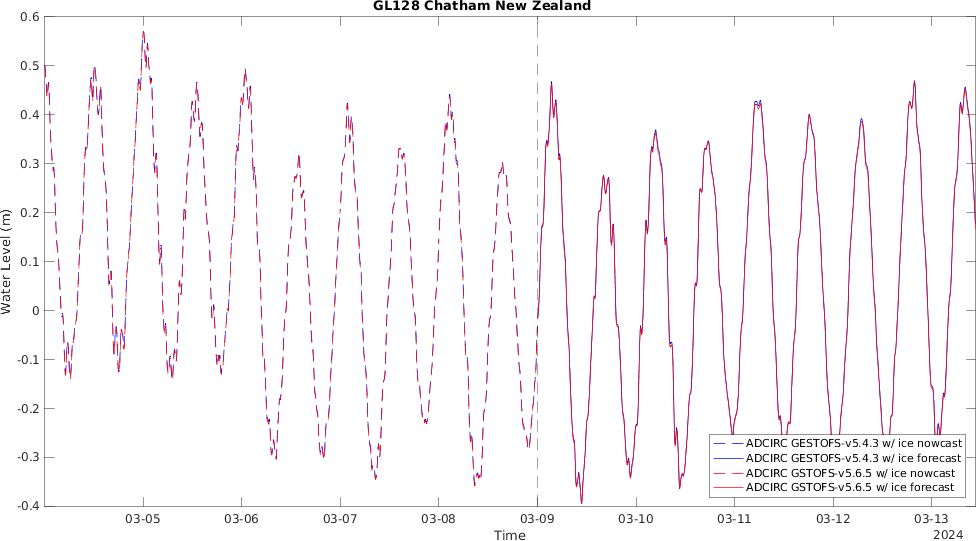 GL128 Chatham New Zealand
0.6
0.5
0.4
0.3
0.2
0.1
0
-0.1
-0.2
-0.3
-0.4
Water Level (m)
ADCIRC GESTOFS-v5.4.3 w/ ice nowcast
ADCIRC GESTOFS-v5.4.3 w/ ice forecast
ADCIRC GSTOFS-v5.6.5 w/ ice nowcast
ADCIRC GSTOFS-v5.6.5 w/ ice forecast
03-05 03-06 03-07 03-08 03-09 03-10 03-11 03-12 03-13
Time 2024